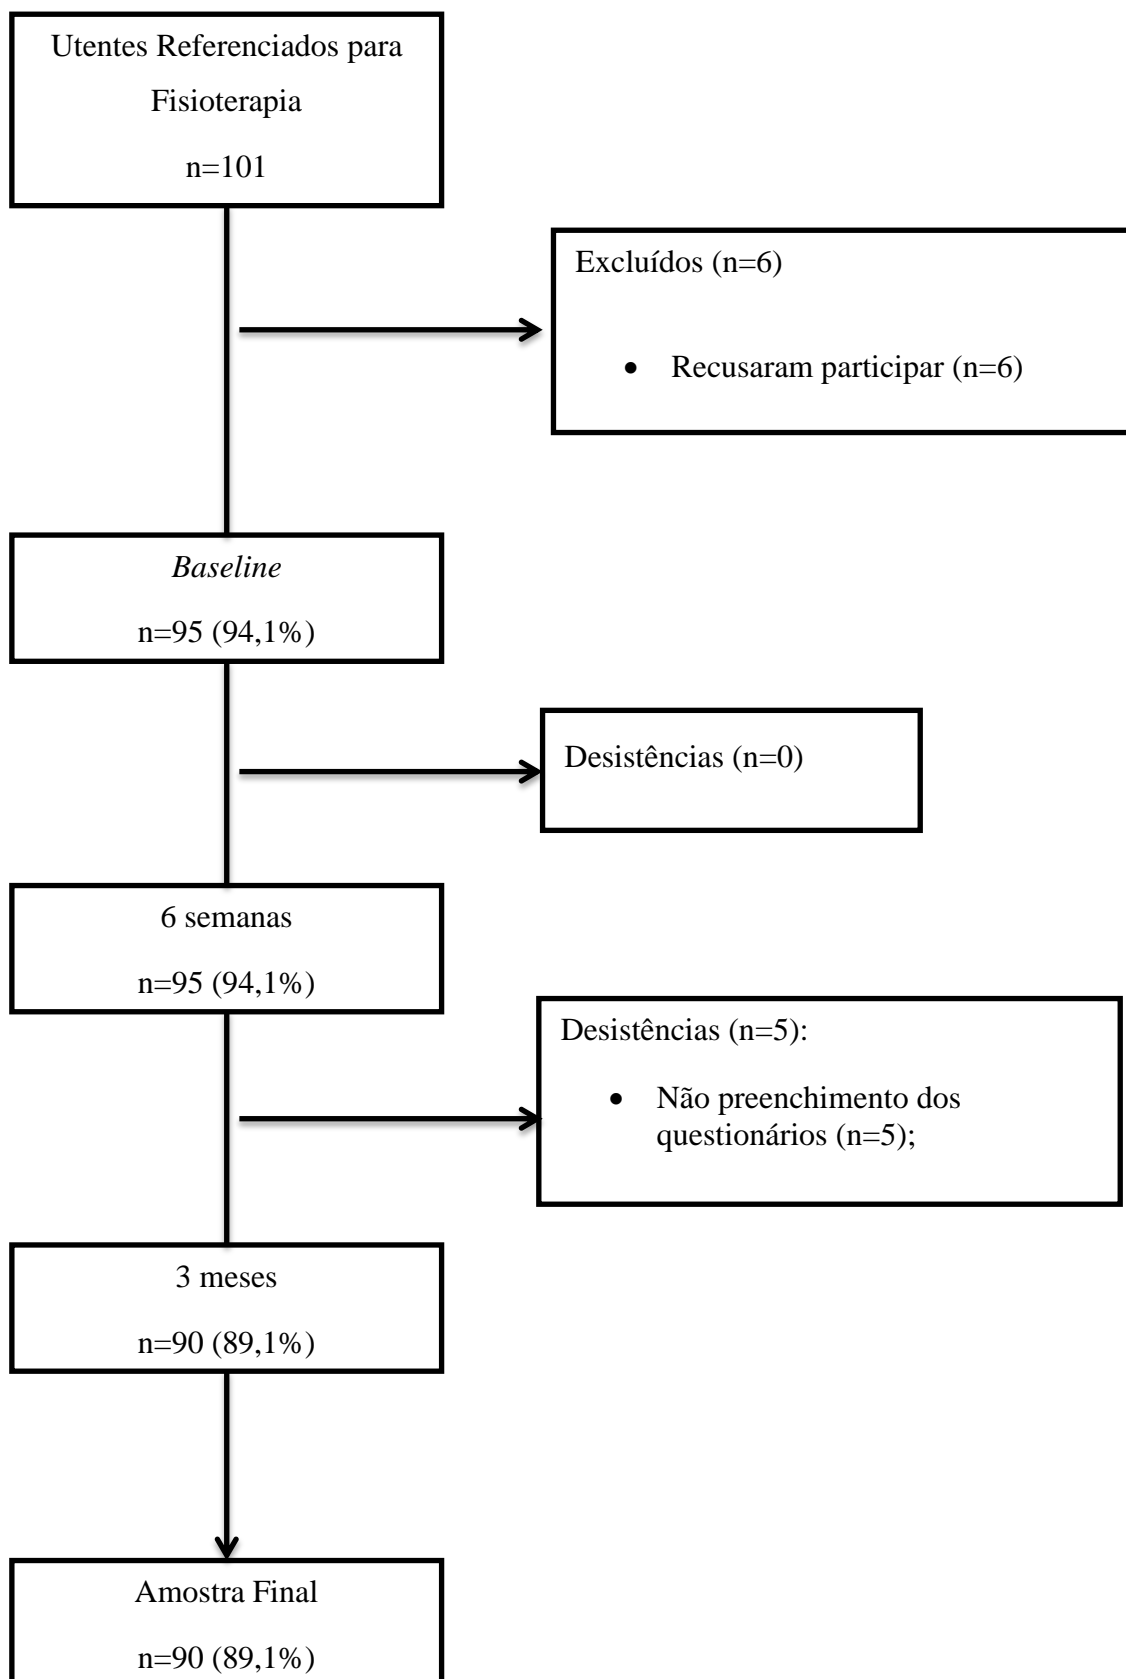 Utentes Referenciados para
Fisioterapia
n=101
Excluídos (n=6)
• Recusaram participar (n=6)
Baseline
n=95 (94,1%)
Desistências (n=0)
6 semanas
n=95 (94,1%)
Desistências (n=5):
• Não preenchimento dos
questionários (n=5);
3 meses
n=90 (89,1%)
Amostra Final
n=90 (89,1%)